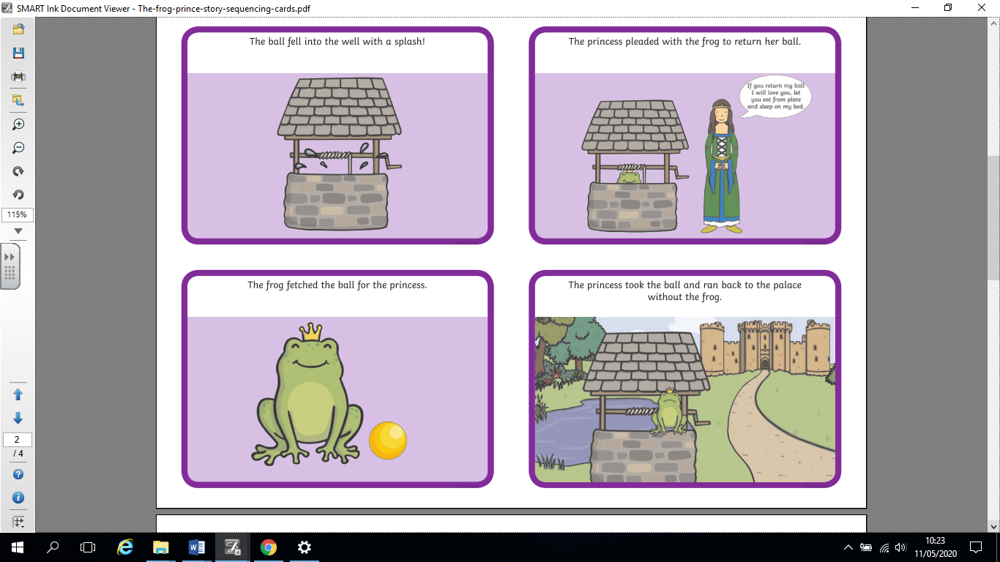 SMART Ink Document Viewer - The-frog-prince-story-sequencing-cards.pdf
The ball fell into the well with a splash!
The princess pleaded with the frog to return her ball.
If you return my ball
I will love you, let
you eat from plate
and sleep on my bed.
115%
The frog fetched the ball for the princess.
The princess took the ball and ran back to the palace
without the frog.
2
/ 4
10:23
11/05/2020